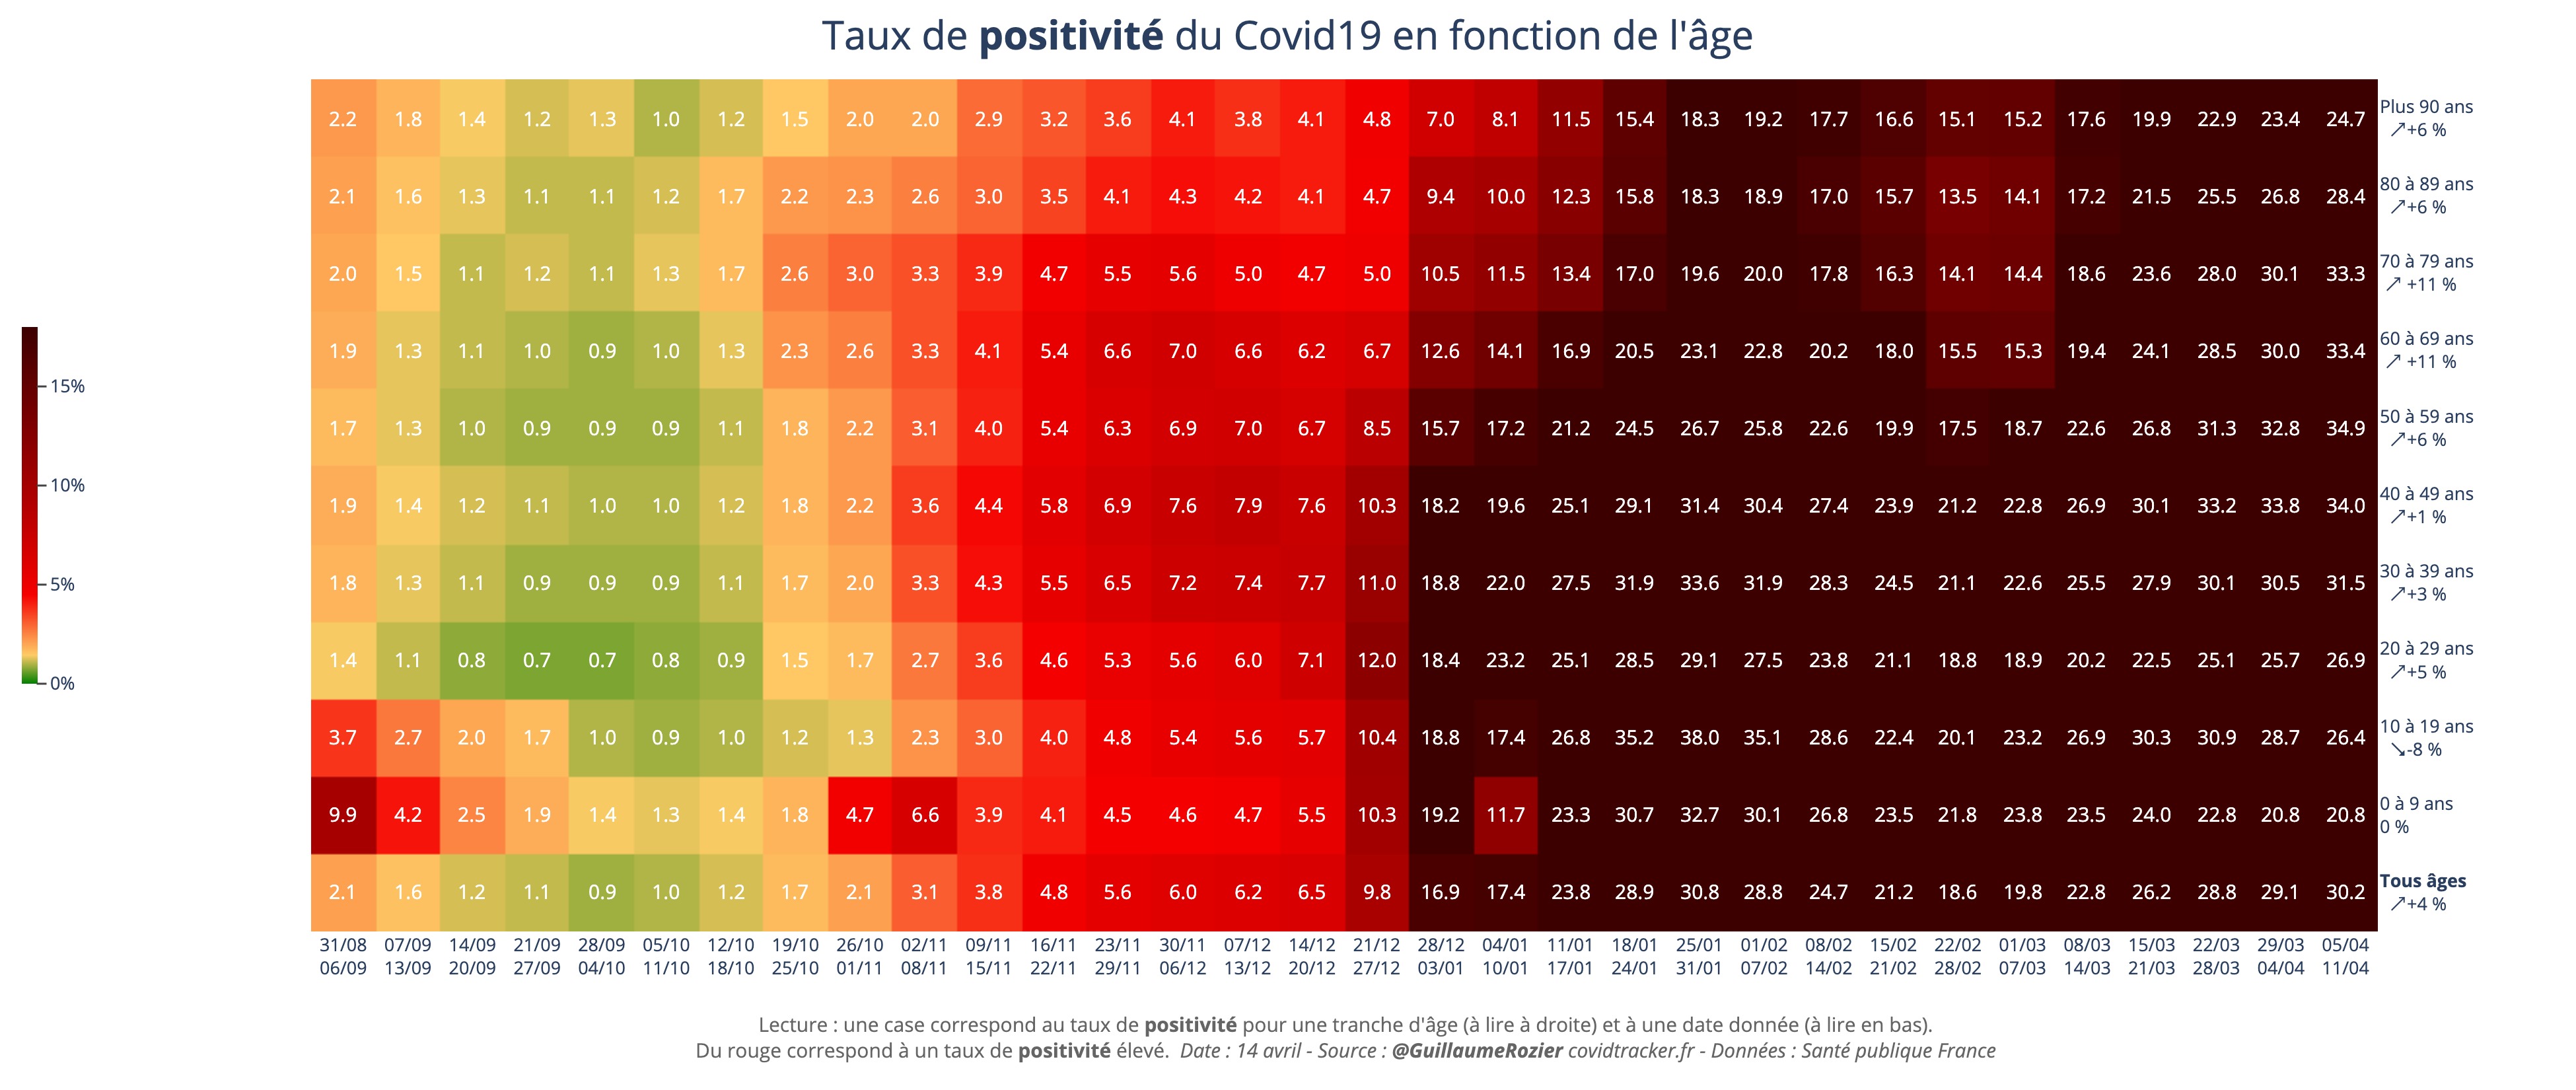 Taux de positivité du Covid19 en fonction de l'âge
2.2 1.8 1.4 1.2 1.3 1.0 1.2 1.5 2.0 2.0 2.9 3.2 3.6 4.1 3.8 4.1 4.8 7.0 8.1 11.5 15.4 18.3 19.2 17.7 16.6 15.1 15.2 17.6 19.9 22.9 23.4 24.7 Plus 90 ans
↗+6 %
2.1 1.6 1.3 1.1 1.1 1.2 1.7 2.2 2.3 2.6 3.0 3.5 4.1 4.3 4.2 4.1 4.7 9.4 10.0 12.3 15.8 18.3 18.9 17.0 15.7 13.5 14.1 17.2 21.5 25.5 26.8 28.4 80 à 89 ans
↗+6 %
2.0 1.5 1.1 1.2 1.1 1.3 1.7 2.6 3.0 3.3 3.9 4.7 5.5 5.6 5.0 4.7 5.0 10.5 11.5 13.4 17.0 19.6 20.0 17.8 16.3 14.1 14.4 18.6 23.6 28.0 30.1 33.3 70 à 79 ans
↗ +11 %
1.9 1.3 1.1 1.0 0.9 1.0 1.3 2.3 2.6 3.3 4.1 5.4 6.6 7.0 6.6 6.2 6.7 12.6 14.1 16.9 20.5 23.1 22.8 20.2 18.0 15.5 15.3 19.4 24.1 28.5 30.0 33.4 60 à 69 ans
↗ +11 %
15%
1.7 1.3 1.0 0.9 0.9 0.9 1.1 1.8 2.2 3.1 4.0 5.4 6.3 6.9 7.0 6.7 8.5 15.7 17.2 21.2 24.5 26.7 25.8 22.6 19.9 17.5 18.7 22.6 26.8 31.3 32.8 34.9 50 à 59 ans
↗+6 %
10%
1.9 1.4 1.2 1.1 1.0 1.0 1.2 1.8 2.2 3.6 4.4 5.8 6.9 7.6 7.9 7.6 10.3 18.2 19.6 25.1 29.1 31.4 30.4 27.4 23.9 21.2 22.8 26.9 30.1 33.2 33.8 34.0 40 à 49 ans
↗+1 %
5%
1.8 1.3 1.1 0.9 0.9 0.9 1.1 1.7 2.0 3.3 4.3 5.5 6.5 7.2 7.4 7.7 11.0 18.8 22.0 27.5 31.9 33.6 31.9 28.3 24.5 21.1 22.6 25.5 27.9 30.1 30.5 31.5 30 à 39 ans
↗+3 %
1.4 1.1 0.8 0.7 0.7 0.8 0.9 1.5 1.7 2.7 3.6 4.6 5.3 5.6 6.0 7.1 12.0 18.4 23.2 25.1 28.5 29.1 27.5 23.8 21.1 18.8 18.9 20.2 22.5 25.1 25.7 26.9 20 à 29 ans
↗+5 %
0%
3.7 2.7 2.0 1.7 1.0 0.9 1.0 1.2 1.3 2.3 3.0 4.0 4.8 5.4 5.6 5.7 10.4 18.8 17.4 26.8 35.2 38.0 35.1 28.6 22.4 20.1 23.2 26.9 30.3 30.9 28.7 26.4 10 à 19 ans
↘-8 %
9.9 4.2 2.5 1.9 1.4 1.3 1.4 1.8 4.7 6.6 3.9 4.1 4.5 4.6 4.7 5.5 10.3 19.2 11.7 23.3 30.7 32.7 30.1 26.8 23.5 21.8 23.8 23.5 24.0 22.8 20.8 20.8 0 à 9 ans
0 %
2.1 1.6 1.2 1.1 0.9 1.0 1.2 1.7 2.1 3.1 3.8 4.8 5.6 6.0 6.2 6.5 9.8 16.9 17.4 23.8 28.9 30.8 28.8 24.7 21.2 18.6 19.8 22.8 26.2 28.8 29.1 30.2 Tous âges
↗+4 %
31/08 07/09 14/09 21/09 28/09 05/10 12/10 19/10 26/10 02/11 09/11 16/11 23/11 30/11 07/12 14/12 21/12 28/12 04/01 11/01 18/01 25/01 01/02 08/02 15/02 22/02 01/03 08/03 15/03 22/03 29/03 05/04
06/09 13/09 20/09 27/09 04/10 11/10 18/10 25/10 01/11 08/11 15/11 22/11 29/11 06/12 13/12 20/12 27/12 03/01 10/01 17/01 24/01 31/01 07/02 14/02 21/02 28/02 07/03 14/03 21/03 28/03 04/04 11/04
Lecture : une case correspond au taux de positivité pour une tranche d'âge (à lire à droite) et à une date donnée (à lire en bas).
Du rouge correspond à un taux de positivité élevé. Date : 14 avril - Source : @GuillaumeRozier covidtracker.fr - Données : Santé publique France